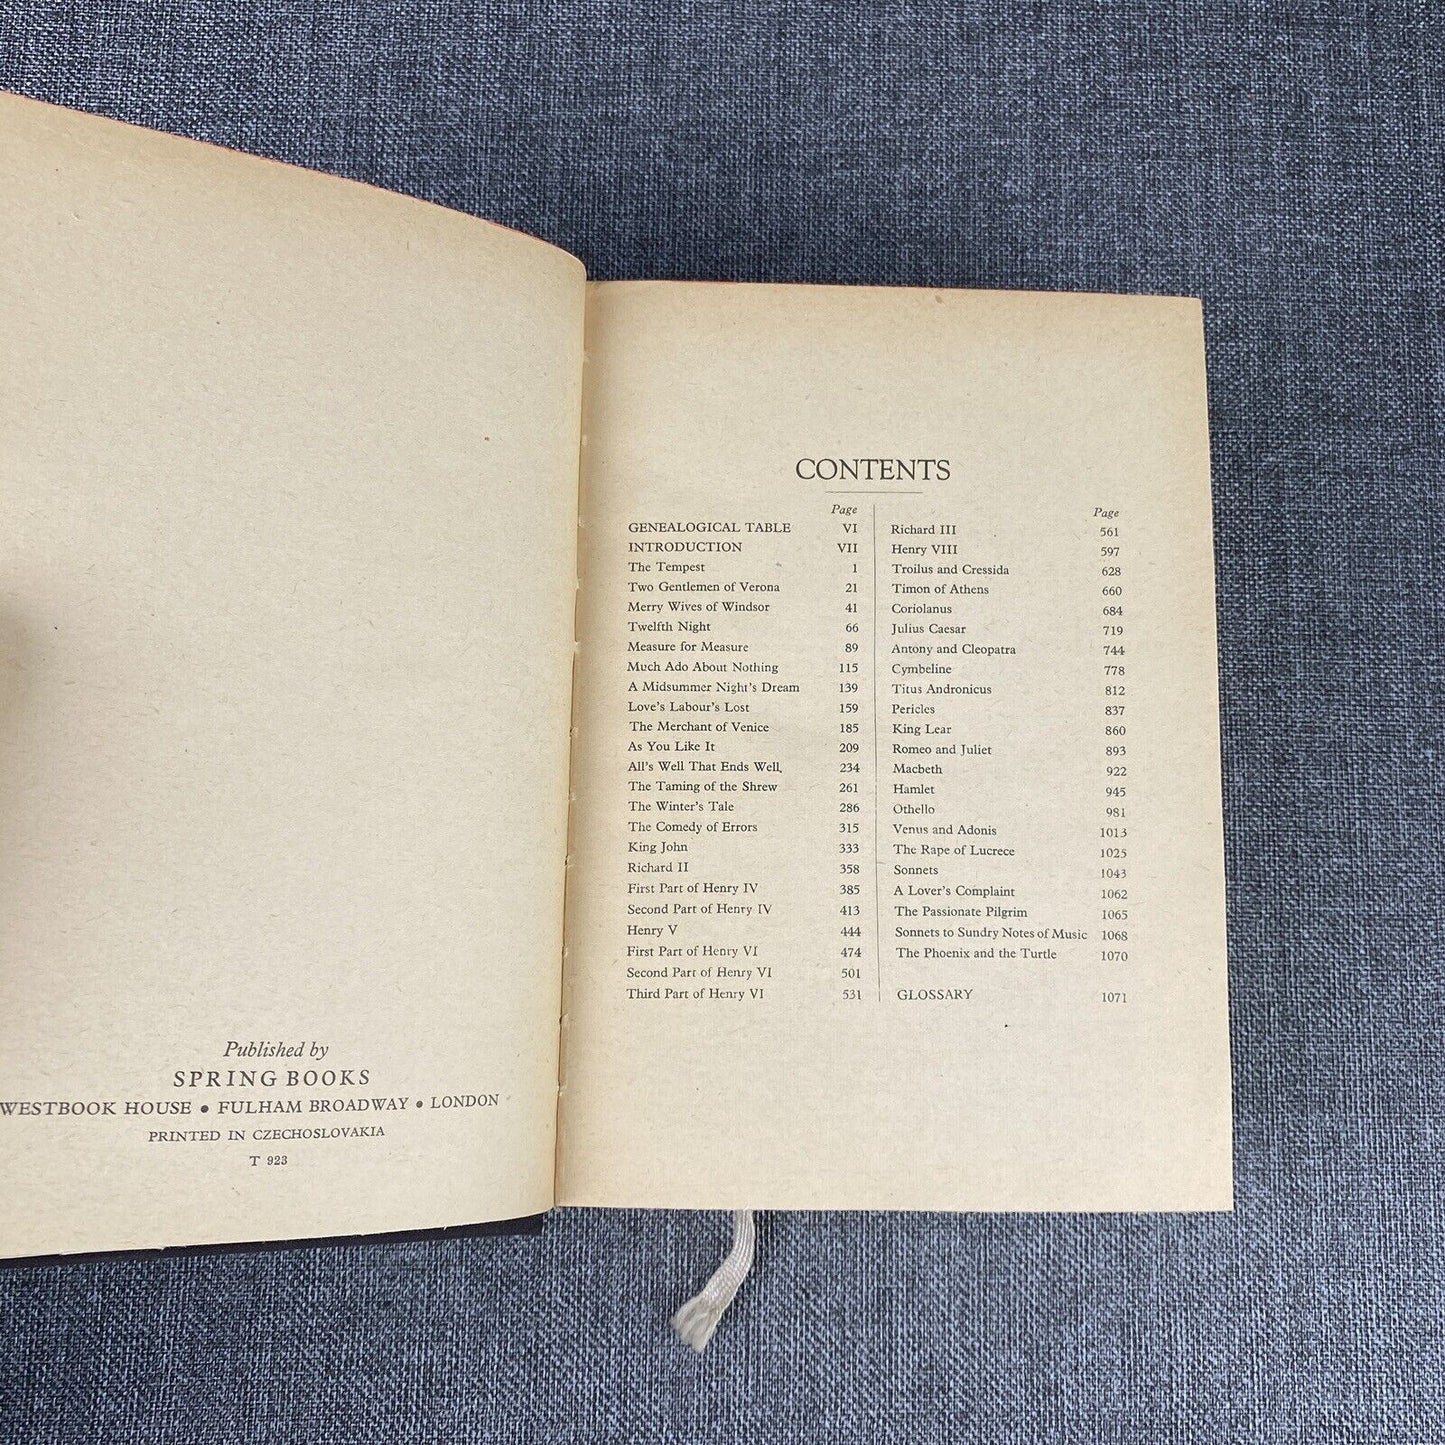 Published by
SPRING BOOKS
WESTBOOK HOUSE • FULHAM BROADWAY • LONDON
PRINTED IN CZECHOSLOVAKIA
T 923
CONTENTS
Page
GENEALOGICAL TABLE VI
INTRODUCTION VII
The Tempest 1
Two Gentlemen of Verona 21
Merry Wives of Windsor 41
Twelfth Night 66
Measure for Measure 89
Much Ado About Nothing 115
A Midsummer Night's Dream 139
Love's Labour's Lost 159
The Merchant of Venice 185
As You Like It 209
All's Well That Ends Well. 234
The Taming of the Shrew 261
The Winter's Tale 286
The Comedy of Errors 315
King John 333
Richard II 358
First Part of Henry IV 385
Second Part of Henry IV 413
Henry V 444
First Part of Henry VI 474
Second Part of Henry VI 501
Third Part of Henry VI 531
Page
Richard III 561
Henry VIII 597
Troilus and Cressida 628
Timon of Athens 660
Coriolanus 684
Julius Caesar 719
Antony and Cleopatra 744
Cymbeline 778
Titus Andronicus 812
Pericles 837
King Lear 860
Romeo and Juliet 893
Macbeth 922
Hamlet 945
Othello 981
Venus and Adonis 1013
The Rape of Lucrece 1025
Sonnets 1043
A Lover's Complaint 1062
The Passionate Pilgrim 1065
Sonnets to Sundry Notes of Music 1068
The Phoenix and the Turtle 1070
GLOSSARY 1071